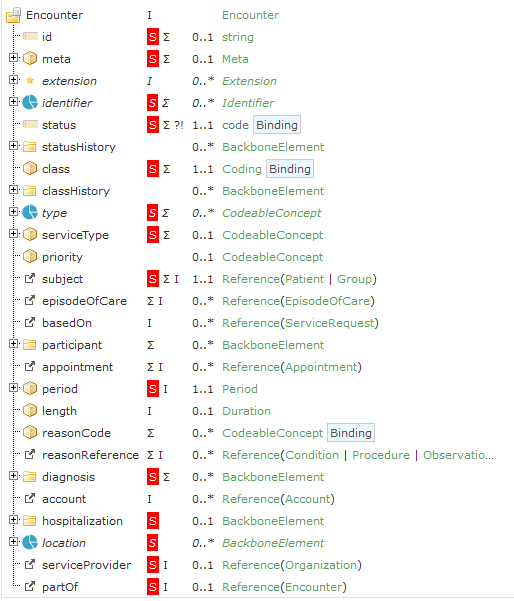 Encounter I Encounter
id S Σ 0..1 string
meta S Σ 0..1 Meta
extension I 0..* Extension
identifier S Σ 0..* Identifier
status S Σ ?! 1..1 code Binding
statusHistory 0..* BackboneElement
class S Σ 1..1 Coding Binding
classHistory 0..* BackboneElement
type S Σ 0..* CodeableConcept
serviceType S Σ 0..1 CodeableConcept
priority 0..1 CodeableConcept
subject S Σ I 1..1 Reference(Patient | Group)
episodeOfCare Σ I 0..* Reference(EpisodeOfCare)
basedOn I 0..* Reference(ServiceRequest)
participant Σ 0..* BackboneElement
appointment Σ I 0..* Reference(Appointment)
period S I 1..1 Period
length I 0..1 Duration
reasonCode Σ 0..* CodeableConcept Binding
reasonReference Σ I 0..* Reference(Condition | Procedure | Observatio...
diagnosis S Σ 0..* BackboneElement
account I 0..* Reference(Account)
hospitalization S 0..1 BackboneElement
location S 0..* BackboneElement
serviceProvider S I 0..1 Reference(Organization)
partOf S I 0..1 Reference(Encounter)